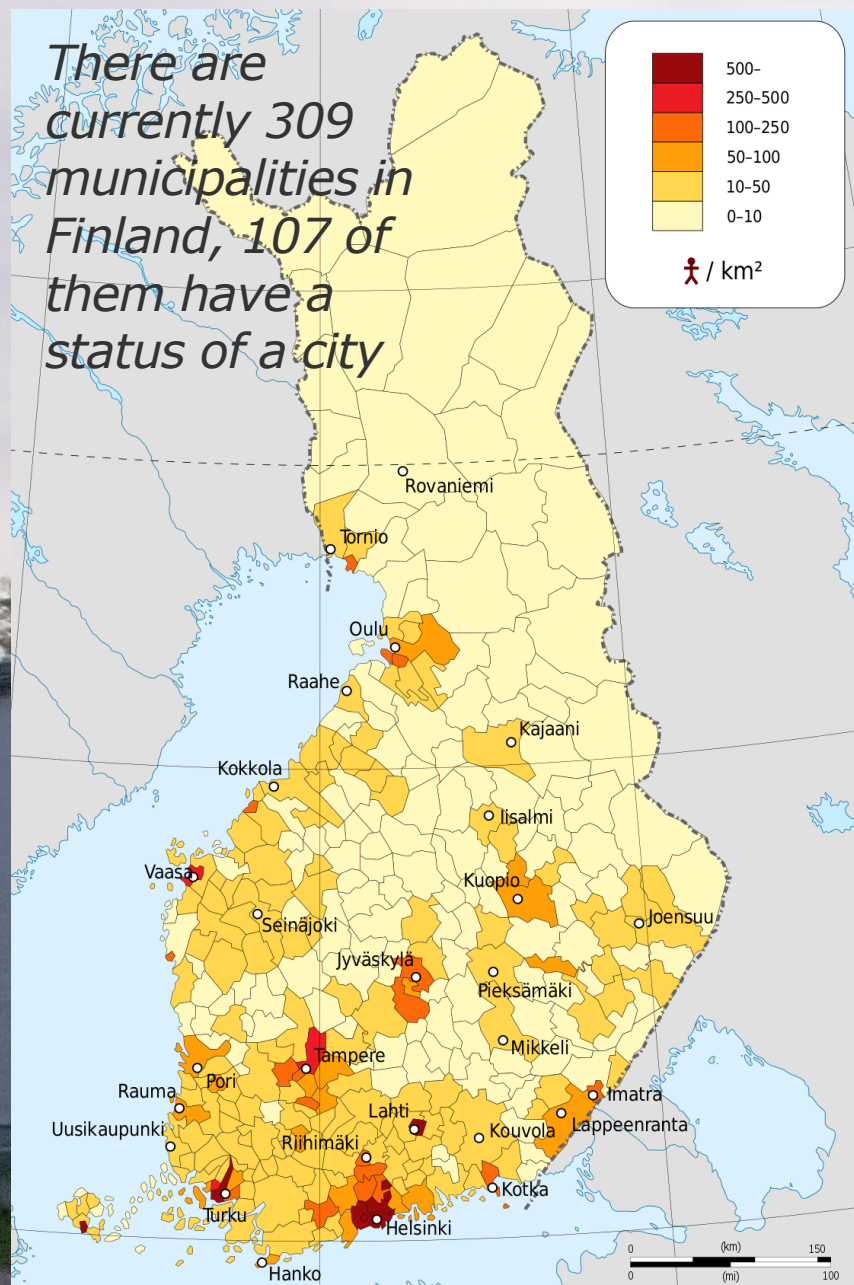 There are
currently 309
municipalities in
Finland, 107 of
them have a
status of a city
500–
250–500
100–250
50–100
10–50
0–10
/ km²
Rovaniemi
Tornio
Oulu
Raahe
Kajaani
Kokkola
Iisalmi
Vaasa
Kuopio
Seinäjoki
Joensuu
Jyväskylä
Pieksämäki
Mikkeli
Tampere
Pori
Imatra
Rauma
Lahti
Lappeenranta
Uusikaupunki
Riihimäki
Kouvola
Kotka
Turku
Helsinki
Hanko
0 (km) 150
0 (mi) 100